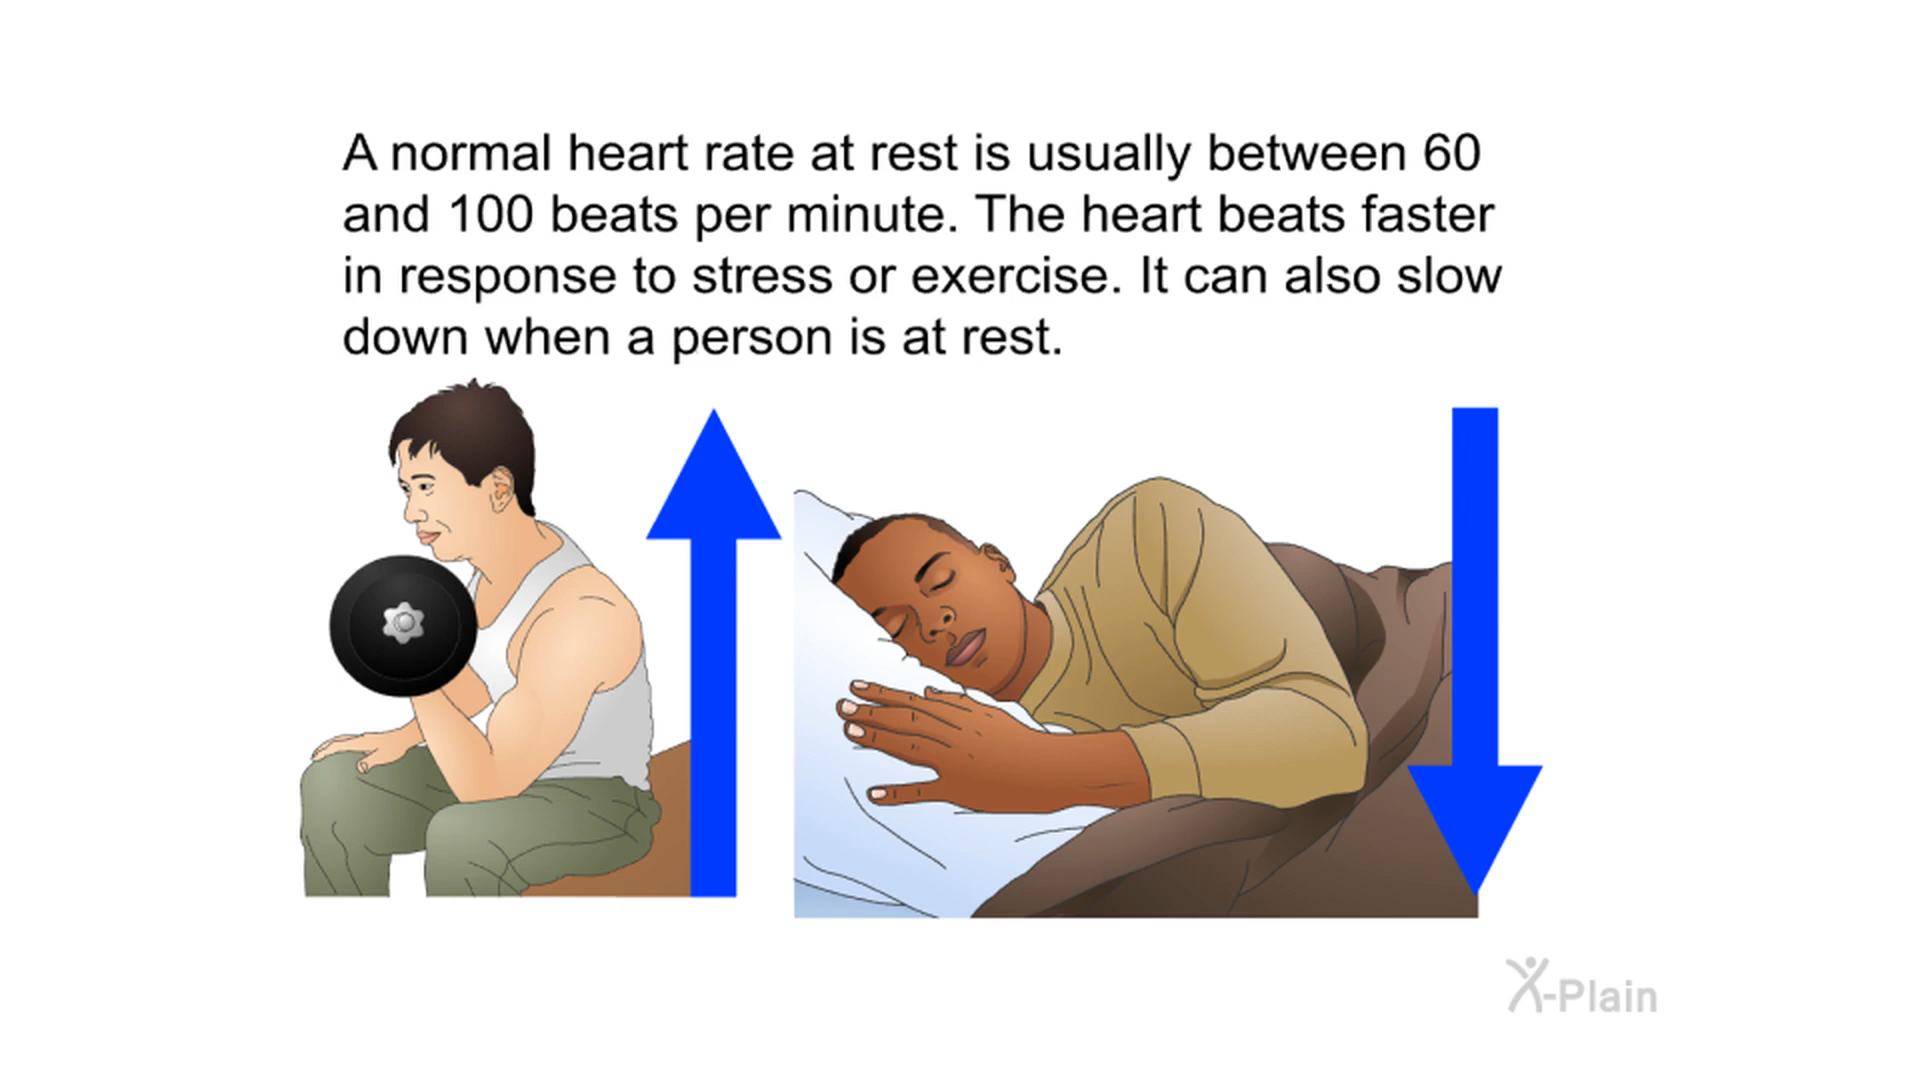 A normal heart rate at rest is usually between 60
and 100 beats per minute. The heart beats faster
in response to stress or exercise. It can also slow
down when a person is at rest.
X-Plain